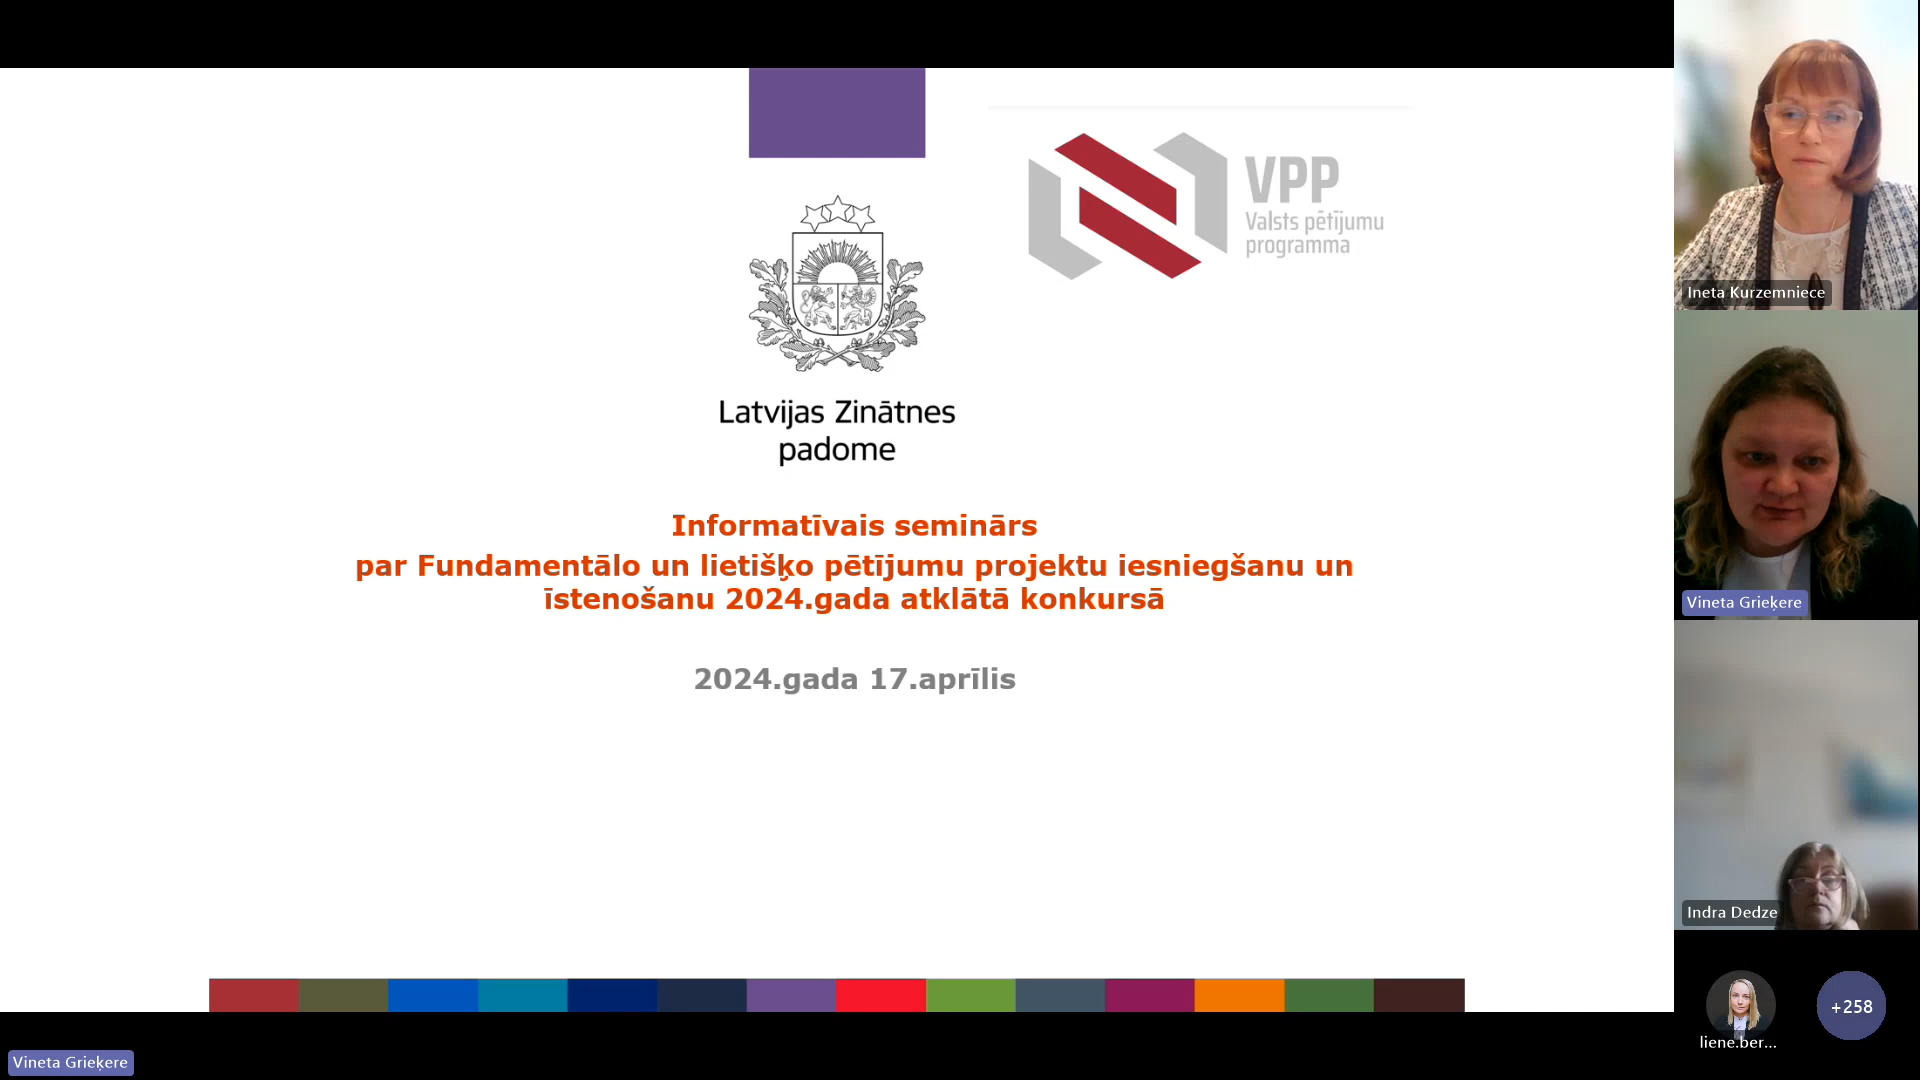 VPP
Valsts pētījumu
programma
Latvijas Zinātnes
padome
Informatīvais seminārs
par Fundamentālo un lietišķo pētījumu projektu iesniegšanu un
īstenošanu 2024.gada atklātā konkursā
2024.gada 17.aprīlis
Vineta Grieķere
Ineta Kurzemniece
Vineta Grieķere
Indra Dedze
liene.ber...
+258